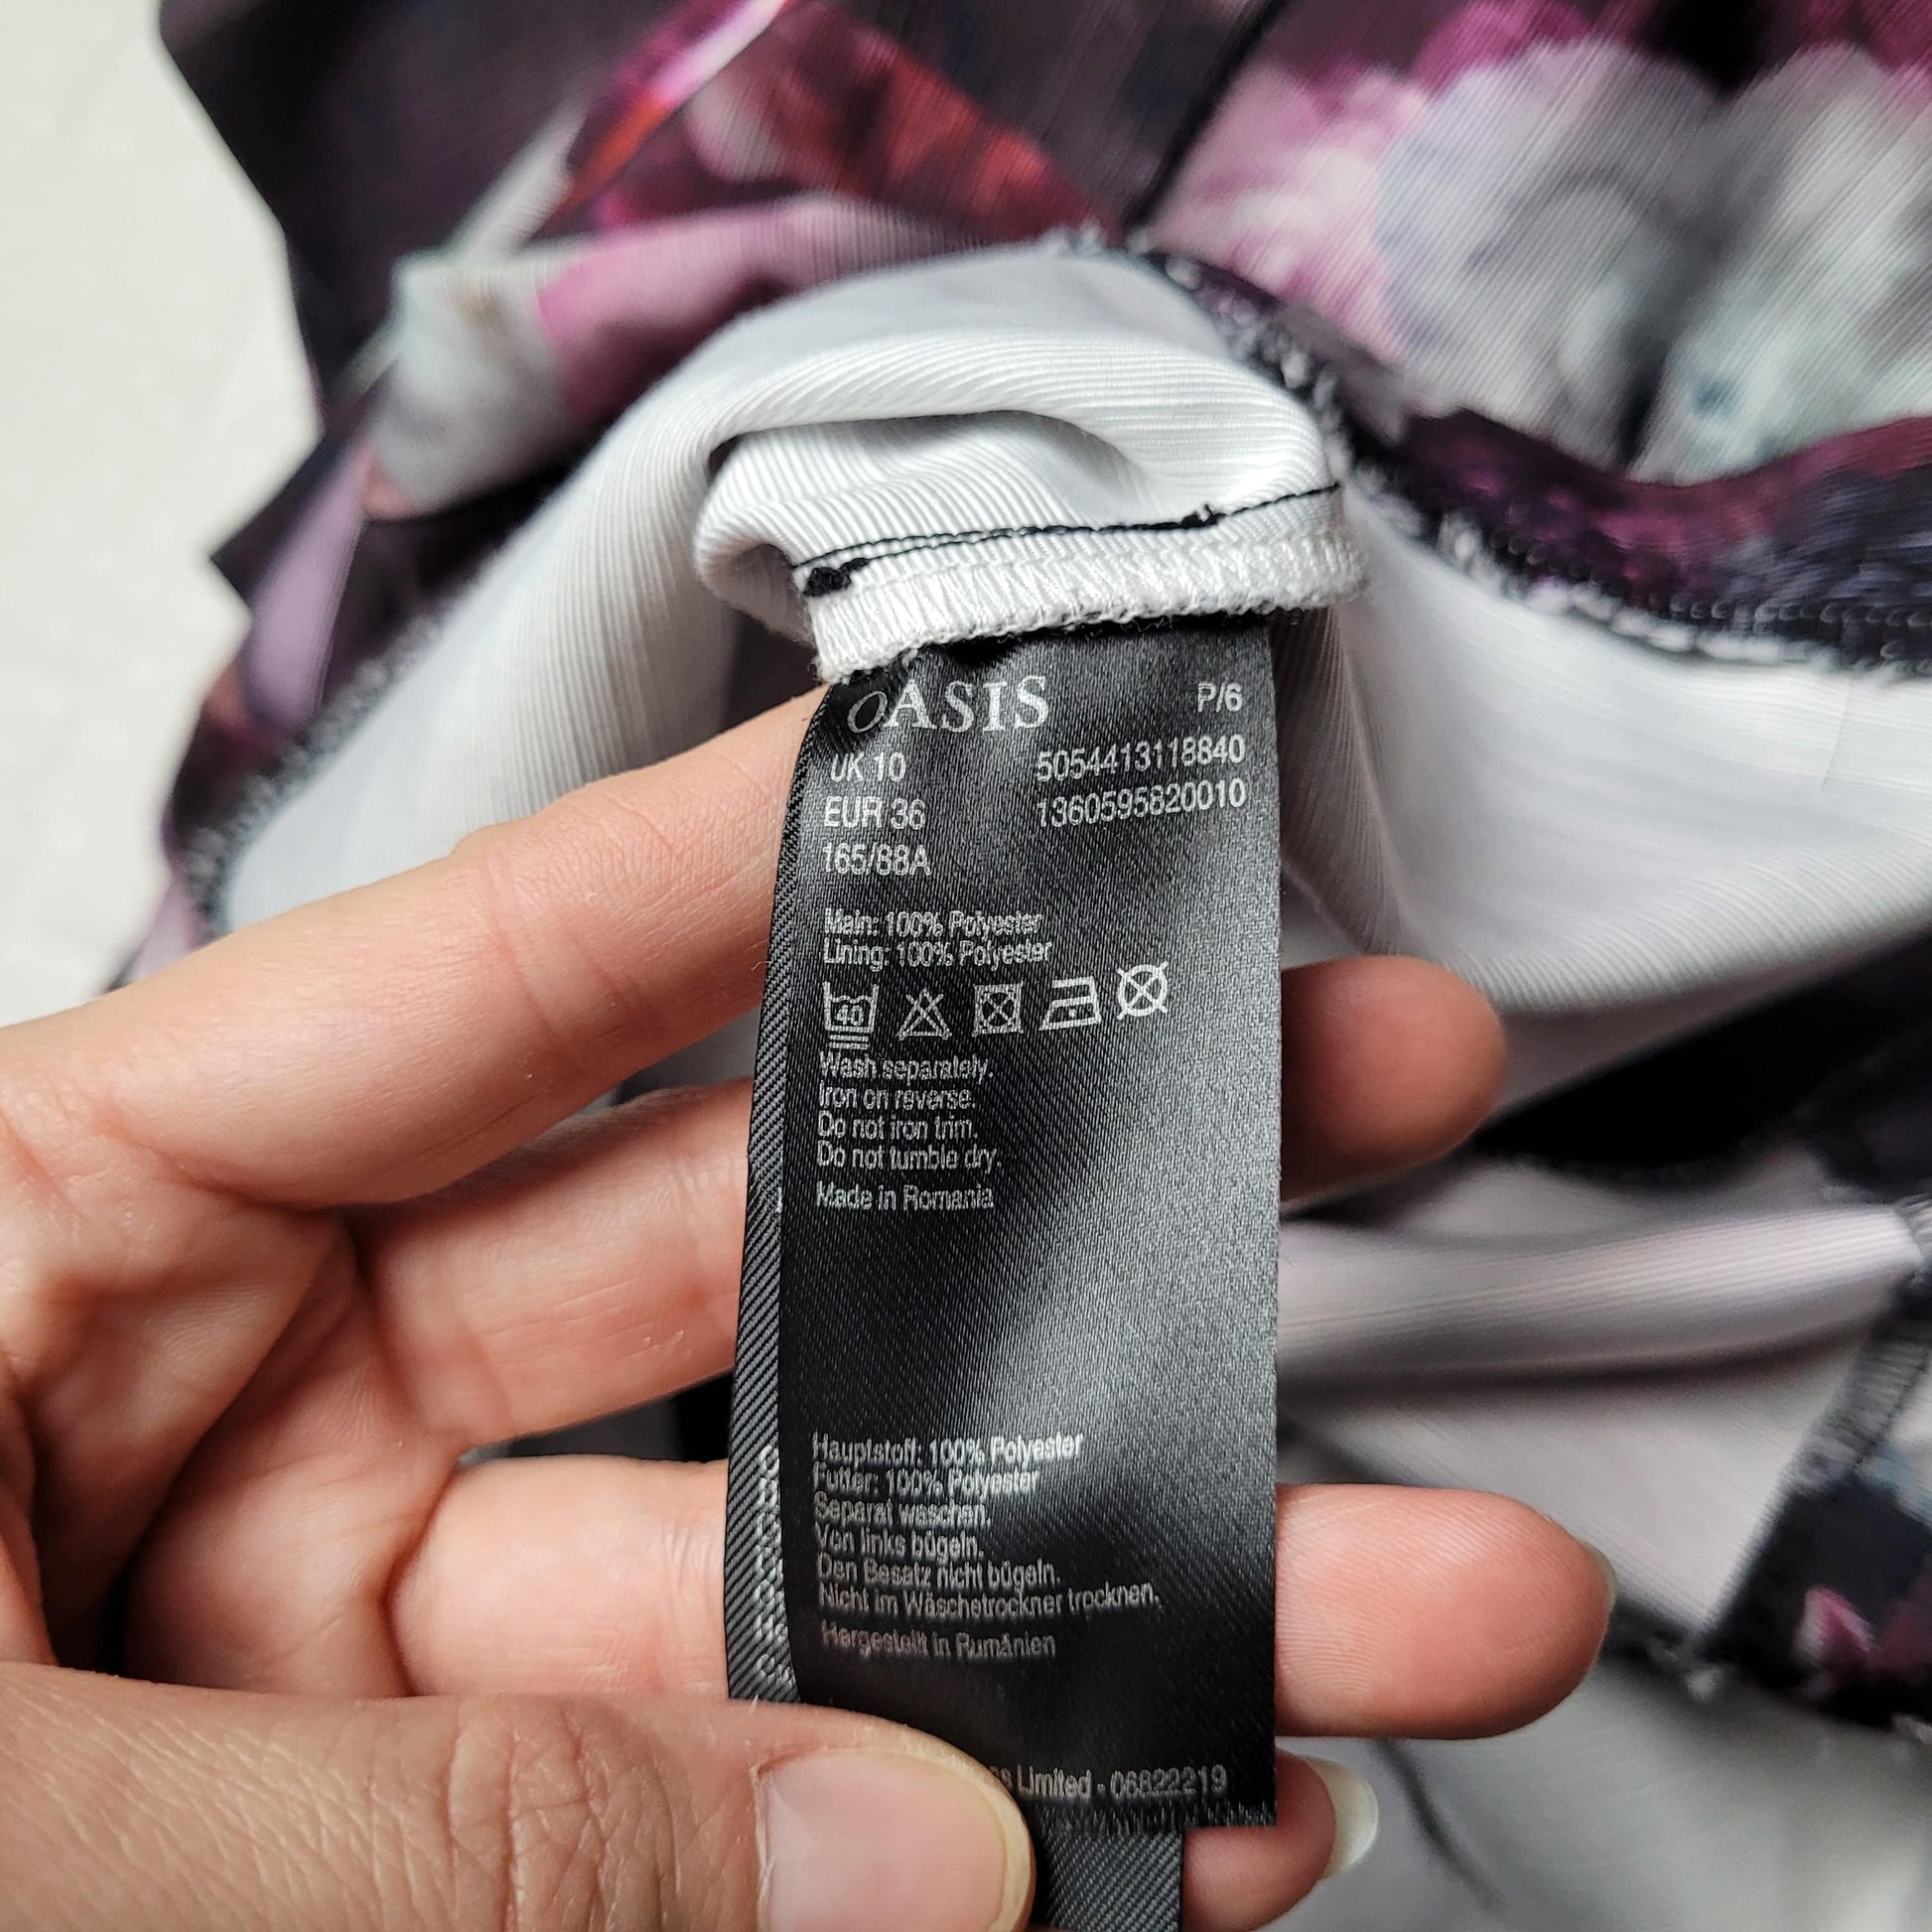 OASIS P/6
UK 10 5054413118840
EUR 36 1360595820010
165/88A
Main: 100% Polyester
Lining: 100% Polyester
40
Wash separately.
Iron on reverse.
Do not iron trim.
Do not tumble dry.
Made in Romania
Hauptstoff: 100% Polyester
Futter: 100% Polyester
Separat waschen.
Von links bügeln.
Den Besatz nicht bügeln.
Nicht im Wäschetrockner trocknen.
Hergestellt in Rumänien
Limited - 06822219